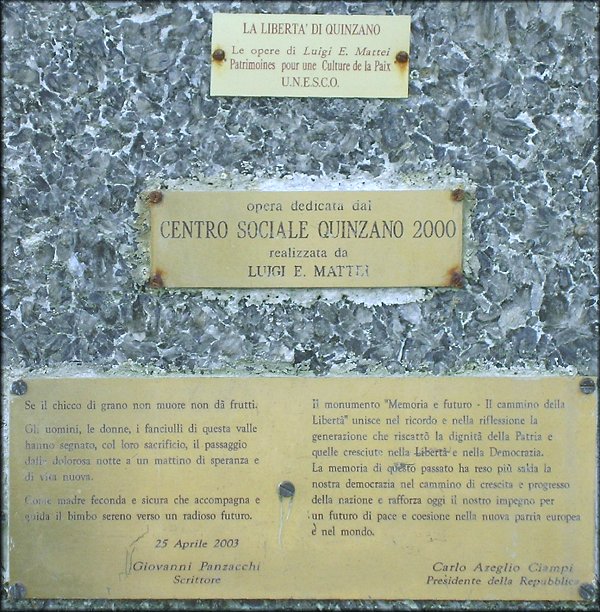 LA LIBERTA' DI QUINZANO
Le opere di Luigi E. Mattei
Patrimoines pour une Culture de la Paix
U.N.E.S.C.O.
opera dedicata dal
CENTRO SOCIALE QUINZANO 2000
realizzata da
LUIGI E. MATTEI
Se il chicco di grano non muore non dà frutti.
Gli uomini, le donne, i fanciulli di questa valle
hanno segnato, col loro sacrificio, il passaggio
dalle dolorosa notte a un mattino di speranza e
di vita nuova.
Come madre feconda e sicura che accompagna e
guida il bimbo sereno verso un radioso futuro.
25 Aprile 2003
Giovanni Panzacchi
Scrittore
Il monumento "Memoria e futuro - Il cammino della
Libertà" unisce nel ricordo e nella riflessione la
generazione che riscattò la dignità della Patria e
quelle cresciute nella Libertà e nella Democrazia.
La memoria di questo passato ha reso più salda la
nostra democrazia nel cammino di crescita e progresso
della nazione e rafforza oggi il nostro impegno per
un futuro di pace e coesione nella nuova patria europea
e nel mondo.
Carlo Azeglio Ciampi
Presidente della Repubblica